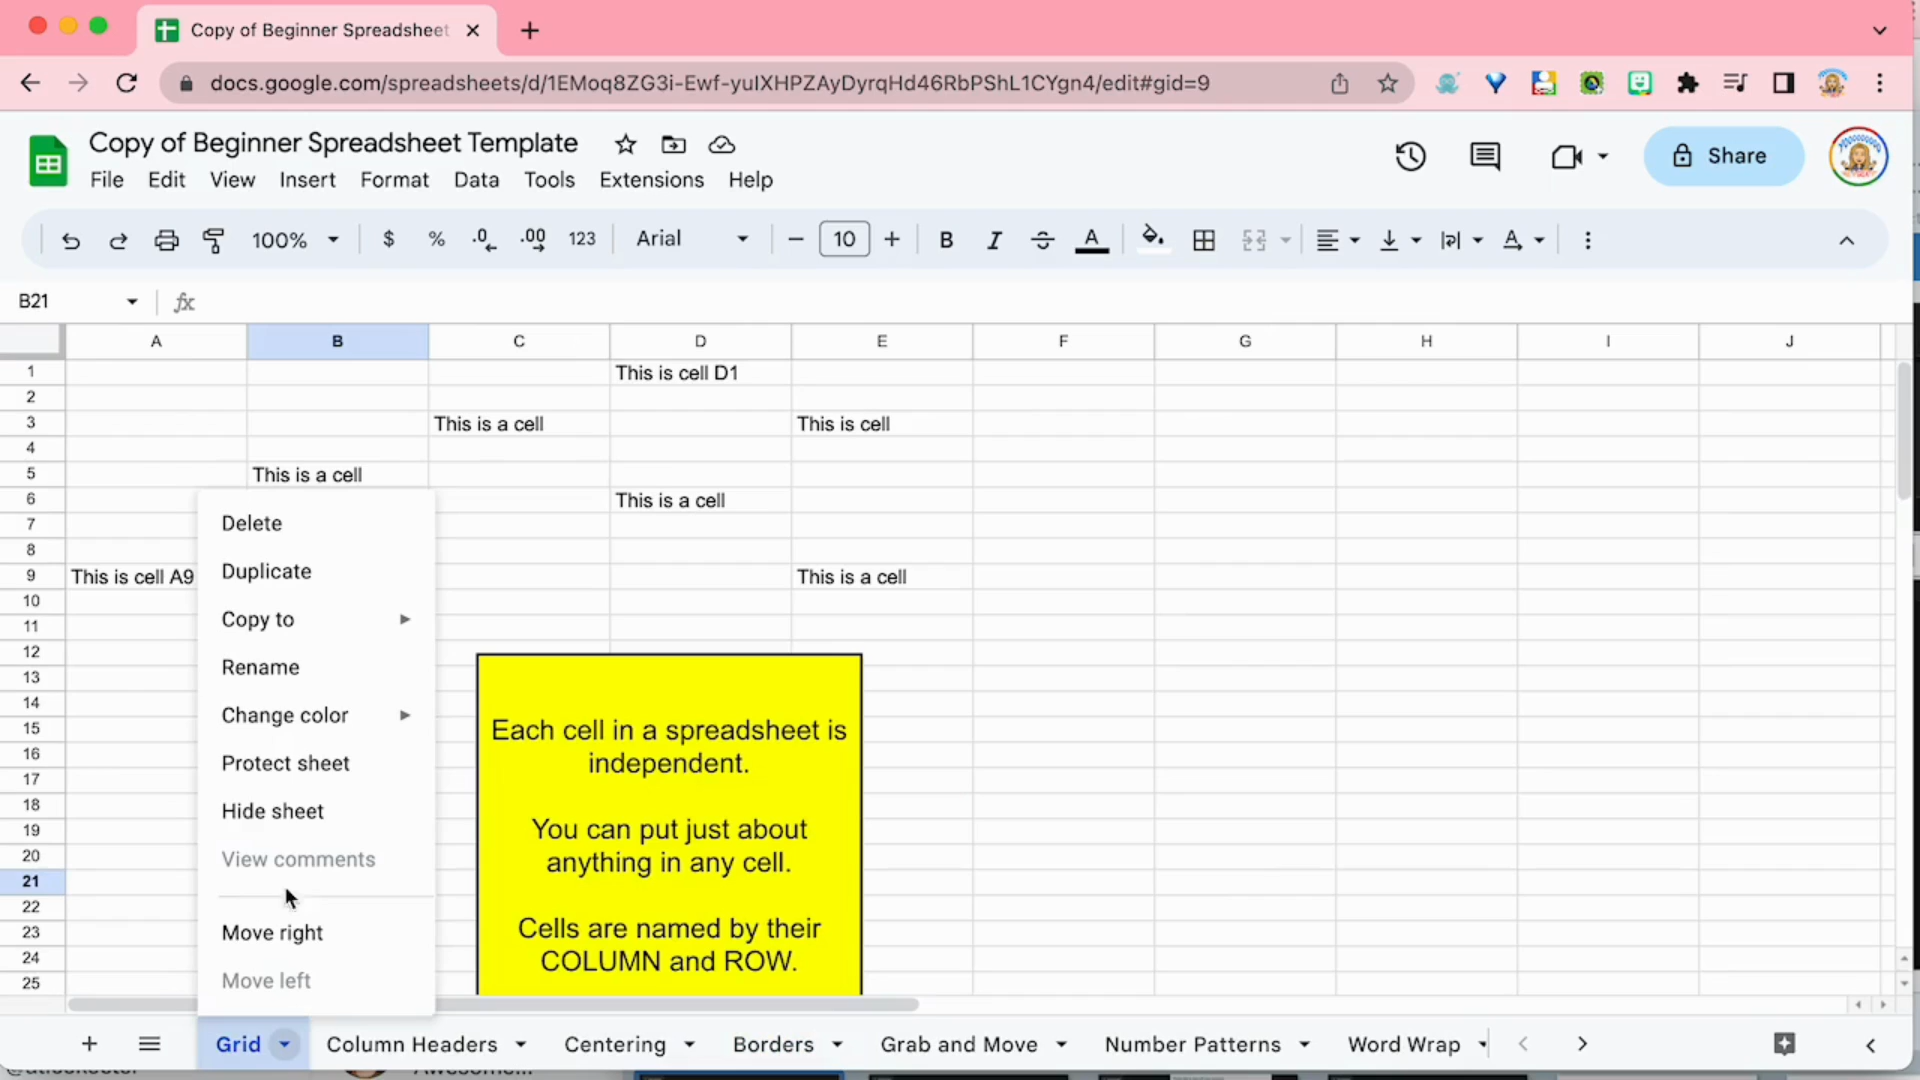 Copy of Beginner Spreadsheet
docs.google.com/spreadsheets/d/1EMoq8ZG3i-Ewf-yuIXHPZAyDyrqHd46RbPShL1CYgn4/edit#gid=9
Copy of Beginner Spreadsheet Template
File Edit View Insert Format Data Tools Extensions Help
Share
100% $ % .0 .00 123 Arial 10 B I S A
B21 fx
A B C D E F G H I J
1 This is cell D1
2
3 This is a cell This is cell
4
5 This is a cell
6 This is a cell
7
8
9 This is cell A9 This is a cell
10
11
12
13
14
15
16
17
18
19
20
21
22
23
24
25
Delete
Duplicate
Copy to
Rename
Change color
Protect sheet
Hide sheet
View comments
Move right
Move left
Each cell in a spreadsheet is
independent.
You can put just about
anything in any cell.
Cells are named by their
COLUMN and ROW.
Grid Column Headers Centering Borders Grab and Move Number Patterns Word Wrap